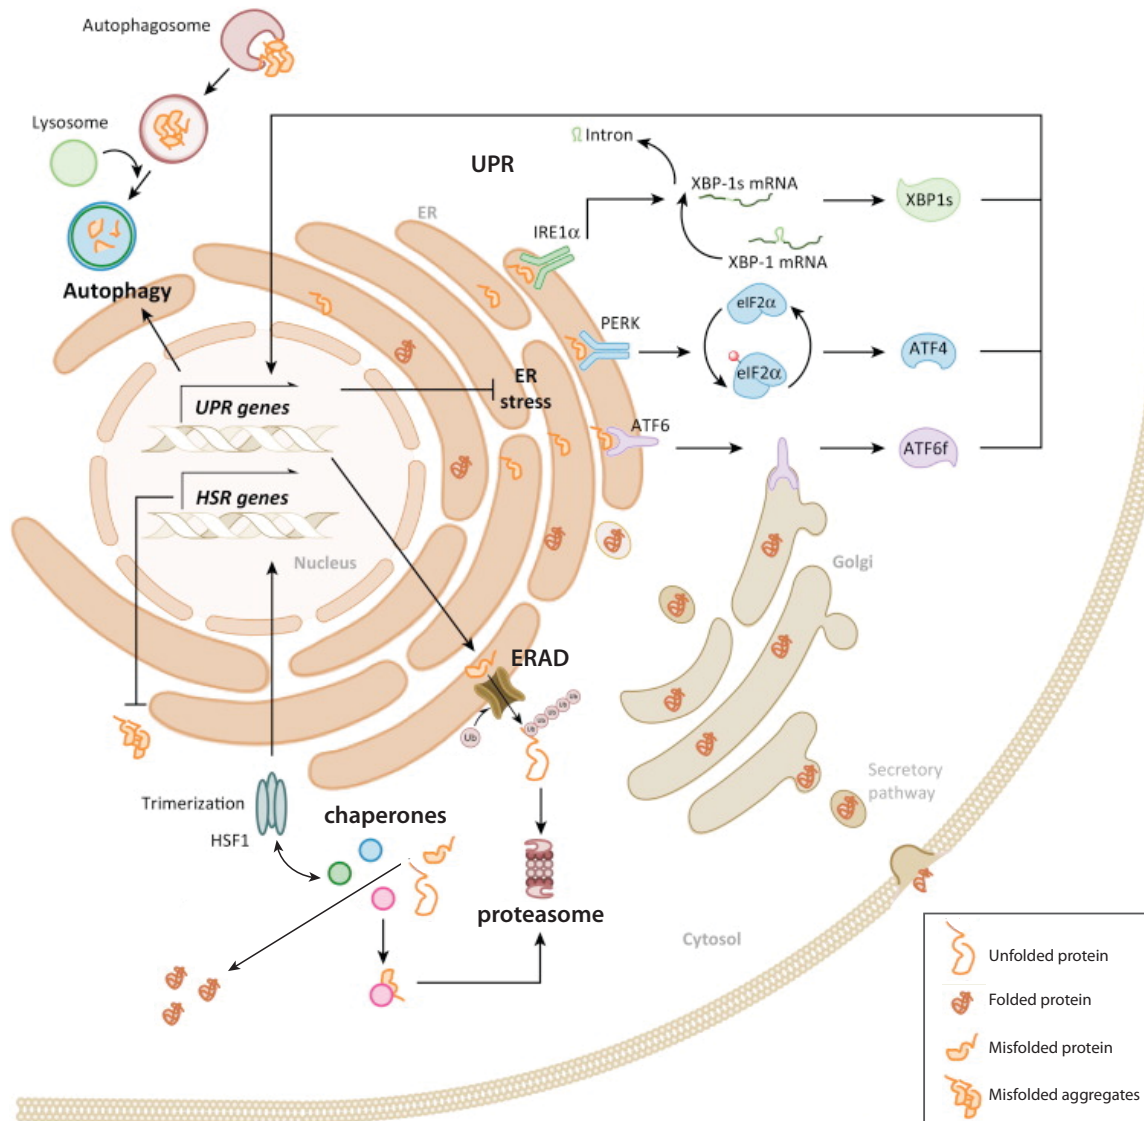 Autophagosome
Lysosome
Autophagy
UPR
ER
Intron
XBP-1s mRNA
XBP1s
IRE1α
XBP-1 mRNA
PERK
eIF2α
eIF2α
ATF4
ER
stress
UPR genes
ATF6
ATF6f
HSR genes
Nucleus
Golgi
ERAD
Ub
Ub
Ub
Ub
Ub
Ub
Ub
Secretory
pathway
Trimerization
HSF1
chaperones
proteasome
Cytosol
Unfolded protein
Folded protein
Misfolded protein
Misfolded aggregates